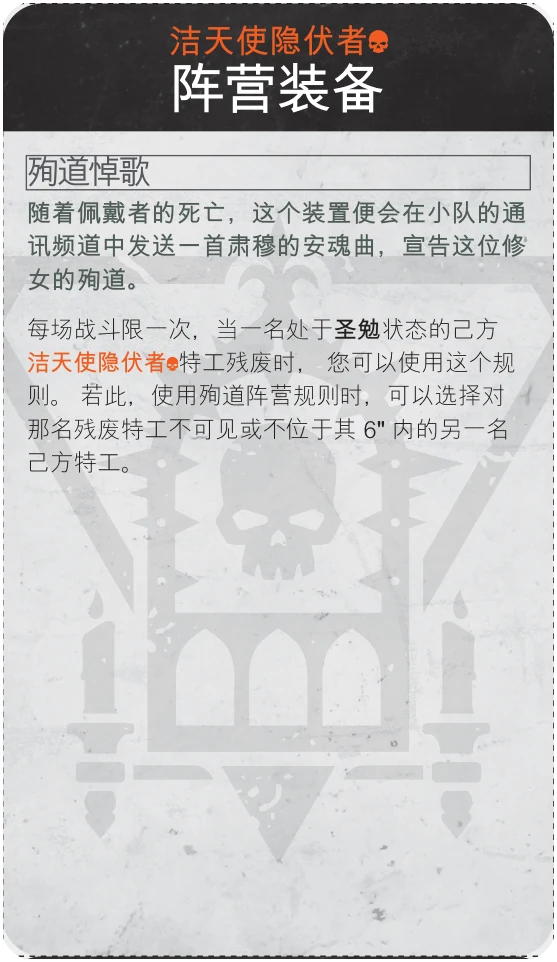 洁天使隐伏者
阵营装备
殉道悼歌
随着佩戴者的死亡，这个装置便会在小队的通
讯频道中发送一首肃穆的安魂曲，宣告这位修
女的殉道。
每场战斗限一次，当一名处于圣勉状态的己方
洁天使隐伏者特工残废时， 您可以使用这个规
则。 若此，使用殉道阵营规则时，可以选择对
那名残废特工不可见或不位于其 6" 内的另一名
己方特工。